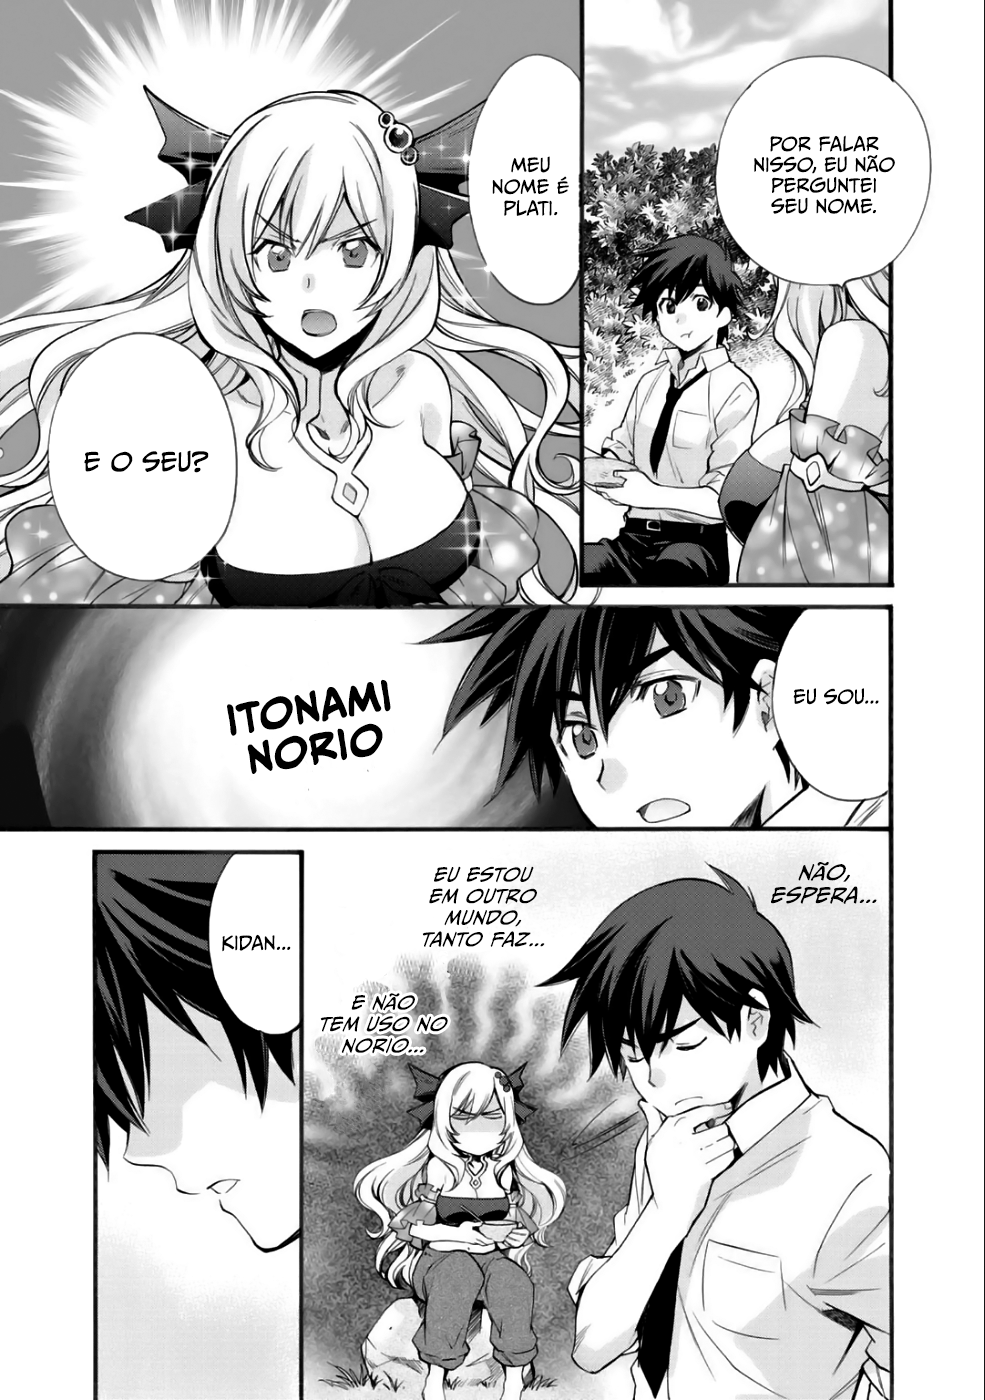 POR FALAR
NISSO, EU NÃO
PERGUNTEI
SEU NOME.
MEU
NOME É
PLATI.
E O SEU?
EU SOU...
ITONAMI
NORIO
NÃO,
ESPERA...
EU ESTOU
EM OUTRO
MUNDO,
TANTO FAZ...
E NÃO
TEM USO NO
NORIO...
KIDAN...